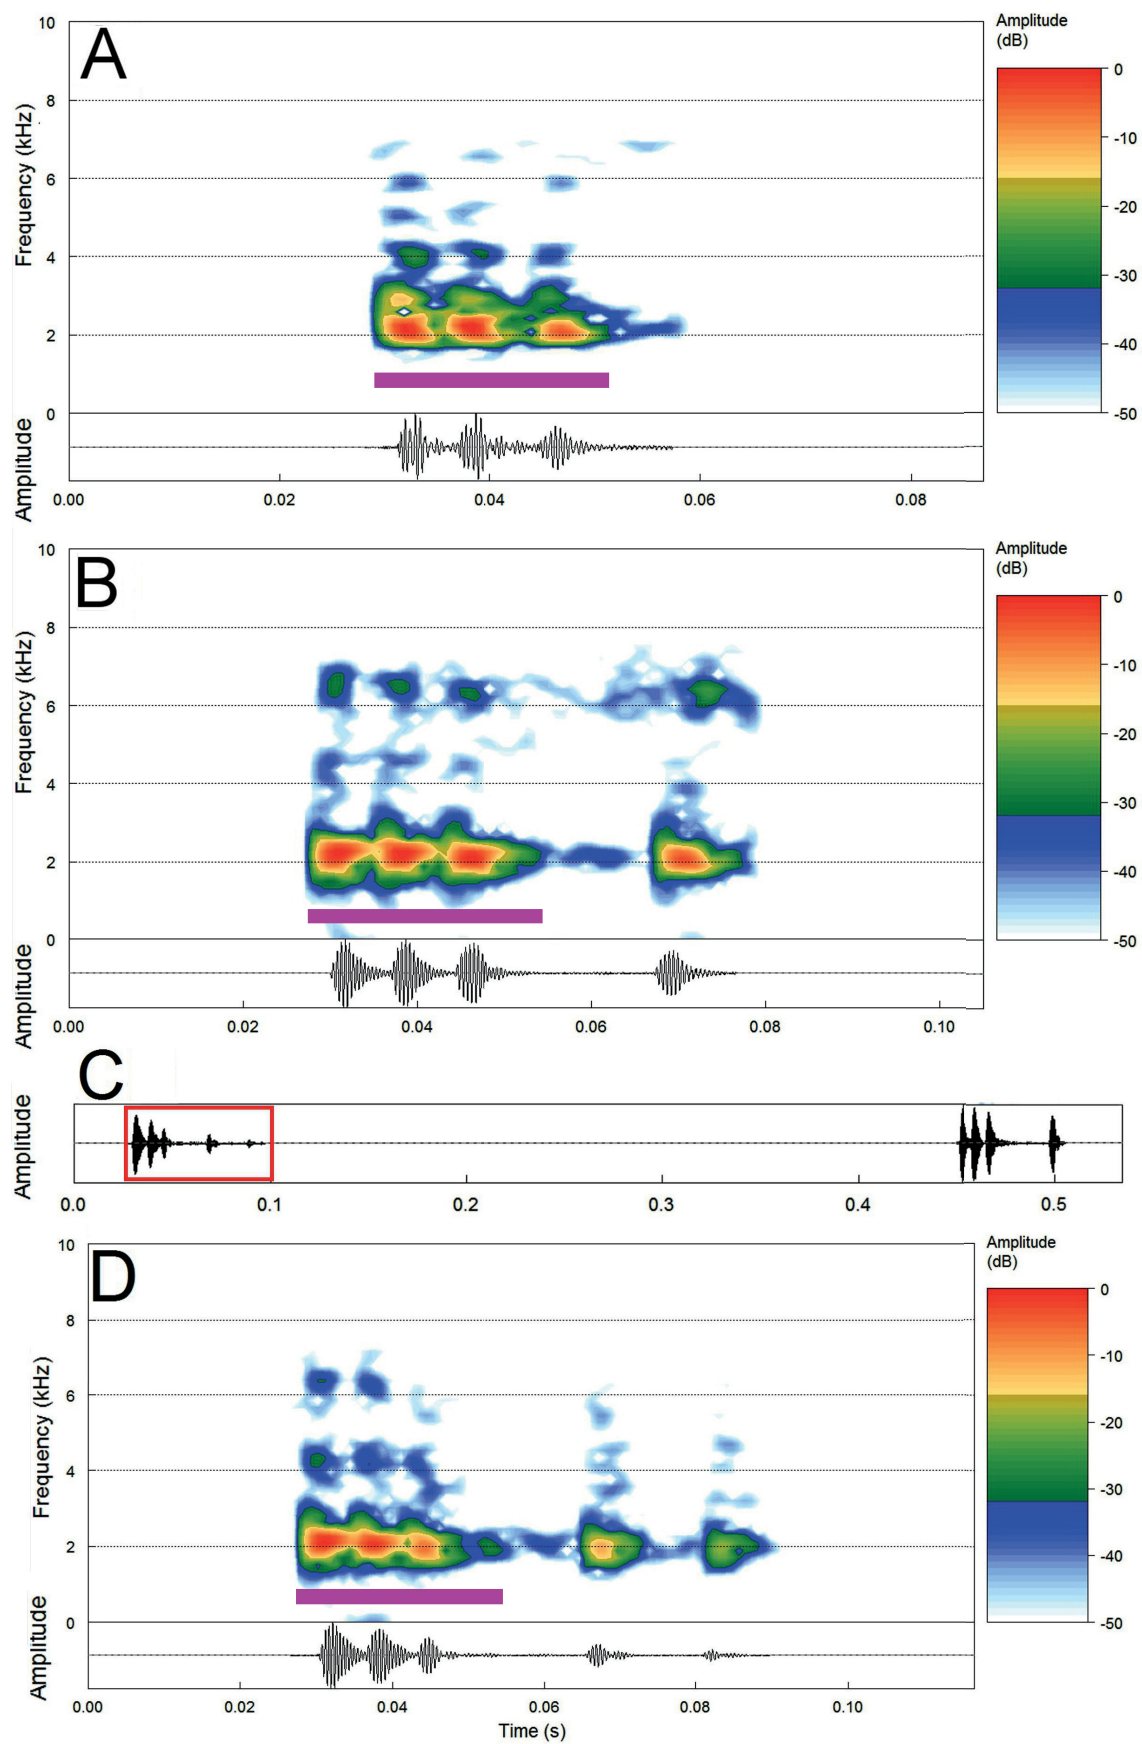 A
Frequency (kHz)
10
8
6
4
2
0
Amplitude
(dB)
0
-10
-20
-30
-40
-50
Amplitude
0.00 0.02 0.04 0.06 0.08
B
Frequency (kHz)
10
8
6
4
2
0
Amplitude
(dB)
0
-10
-20
-30
-40
-50
Amplitude
0.00 0.02 0.04 0.06 0.08 0.10
C
Amplitude
0.0 0.1 0.2 0.3 0.4 0.5
D
Frequency (kHz)
10
8
6
4
2
0
Amplitude
(dB)
0
-10
-20
-30
-40
-50
Amplitude
0.00 0.02 0.04 0.06 0.08 0.10
Time (s)